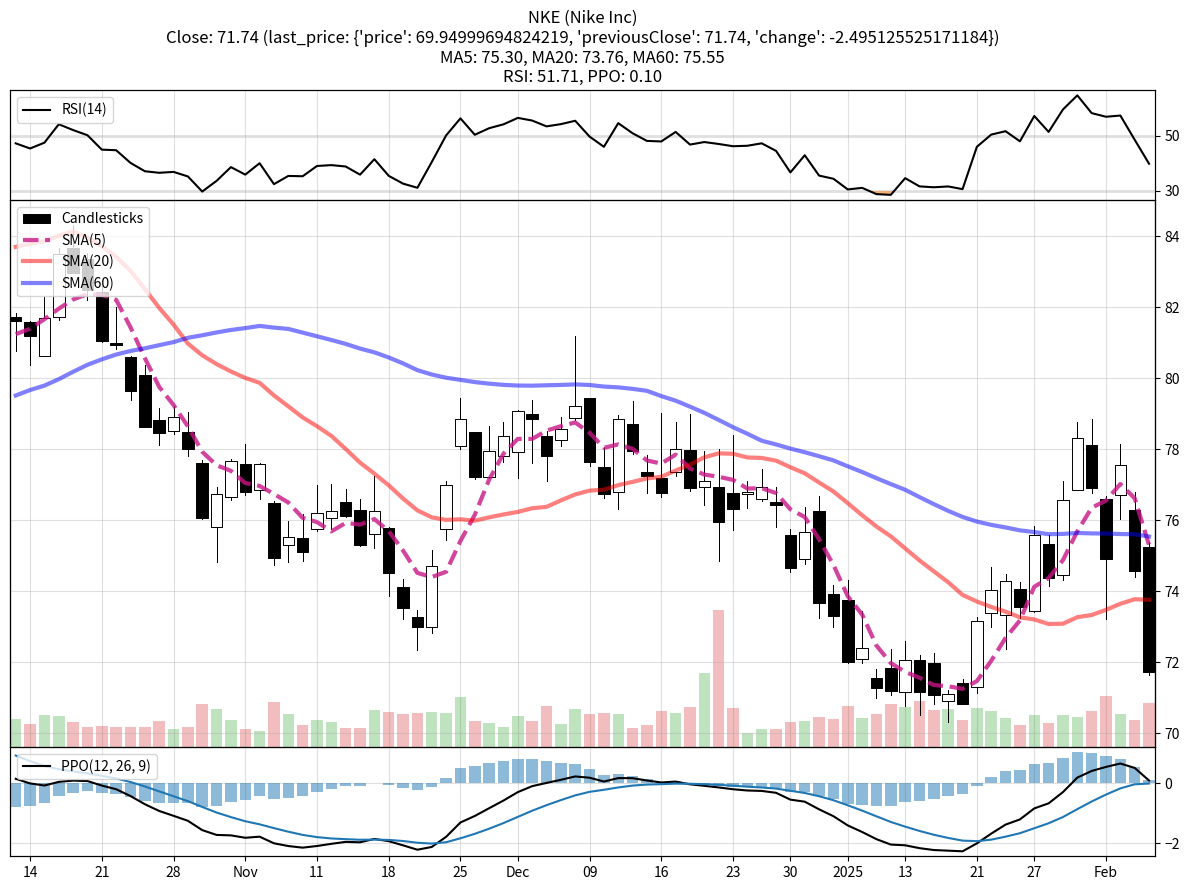 NKE (Nike Inc)
Close: 71.74 (last_price: {'price': 69.94999694824219, 'previousClose': 71.74, 'change': -2.495125525171184})
MA5: 75.30, MA20: 73.76, MA60: 75.55
RSI: 51.71, PPO: 0.10
RSI(14)
50
30
Candlesticks
SMA(5)
SMA(20)
SMA(60)
84
82
80
78
76
74
72
70
PPO(12, 26, 9)
0
−2
14 21 28 Nov 11 18 25 Dec 09 16 23 30 2025 13 21 27 Feb